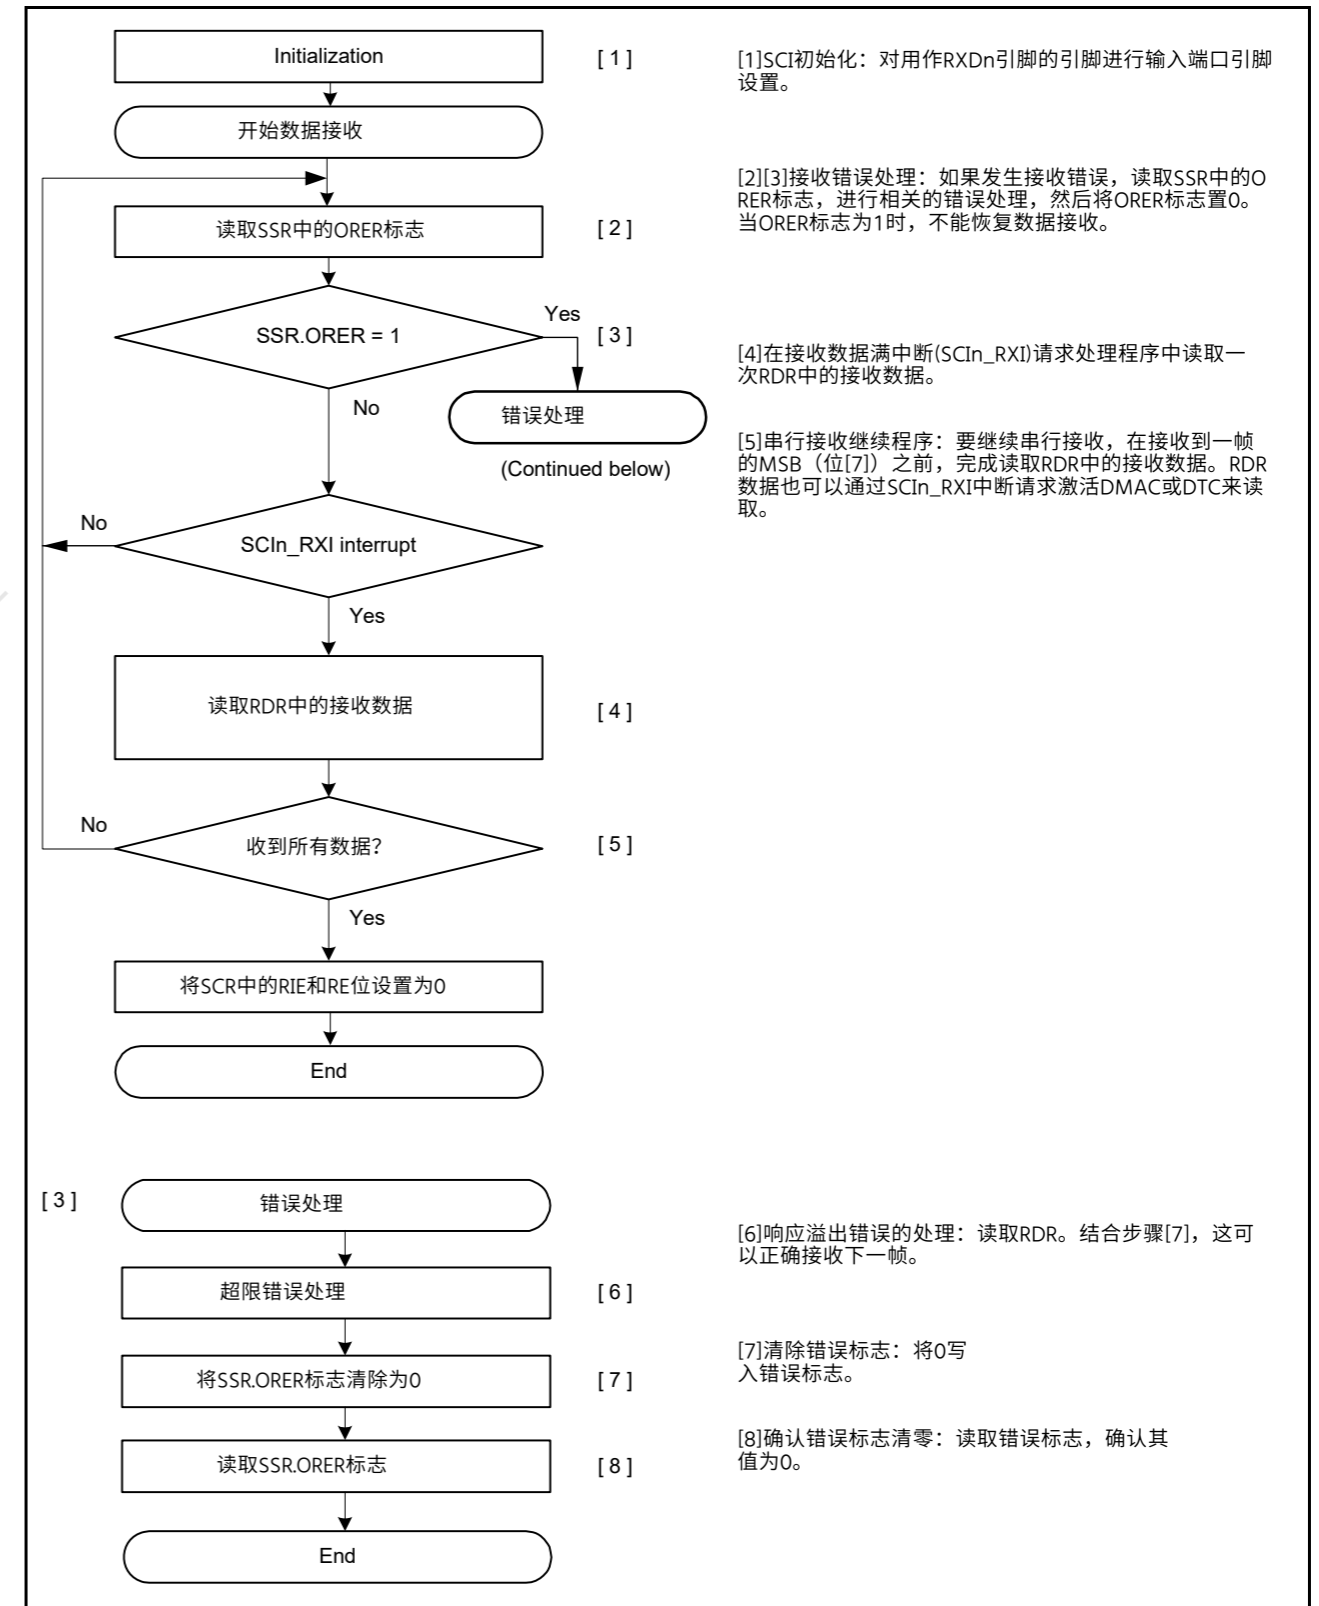 Initialization
[ 1 ]
[1]SCI初始化：对用作RXDn引脚的引脚进行输入端口引脚
设置。
开始数据接收
[2][3]接收错误处理：如果发生接收错误，读取SSR中的O
RER标志，进行相关的错误处理，然后将ORER标志置0。
当ORER标志为1时，不能恢复数据接收。
读取SSR中的ORER标志
[ 2 ]
SSR.ORER = 1
Yes
[ 3 ]
No
错误处理
(Continued below)
[4]在接收数据满中断(SCIn_RXI)请求处理程序中读取一
次RDR中的接收数据。
[5]串行接收继续程序：要继续串行接收，在接收到一帧
的MSB（位[7]）之前，完成读取RDR中的接收数据。RDR
数据也可以通过SCIn_RXI中断请求激活DMAC或DTC来读
取。
No
SCIn_RXI interrupt
Yes
读取RDR中的接收数据
[ 4 ]
No
收到所有数据？
[ 5 ]
Yes
将SCR中的RIE和RE位设置为0
End
[ 3 ]
错误处理
[6]响应溢出错误的处理：读取RDR。结合步骤[7]，这可
以正确接收下一帧。
超限错误处理
[ 6 ]
[7]清除错误标志：将0写
入错误标志。
将SSR.ORER标志清除为0
[ 7 ]
[8]确认错误标志清零：读取错误标志，确认其
值为0。
读取SSR.ORER标志
[ 8 ]
End